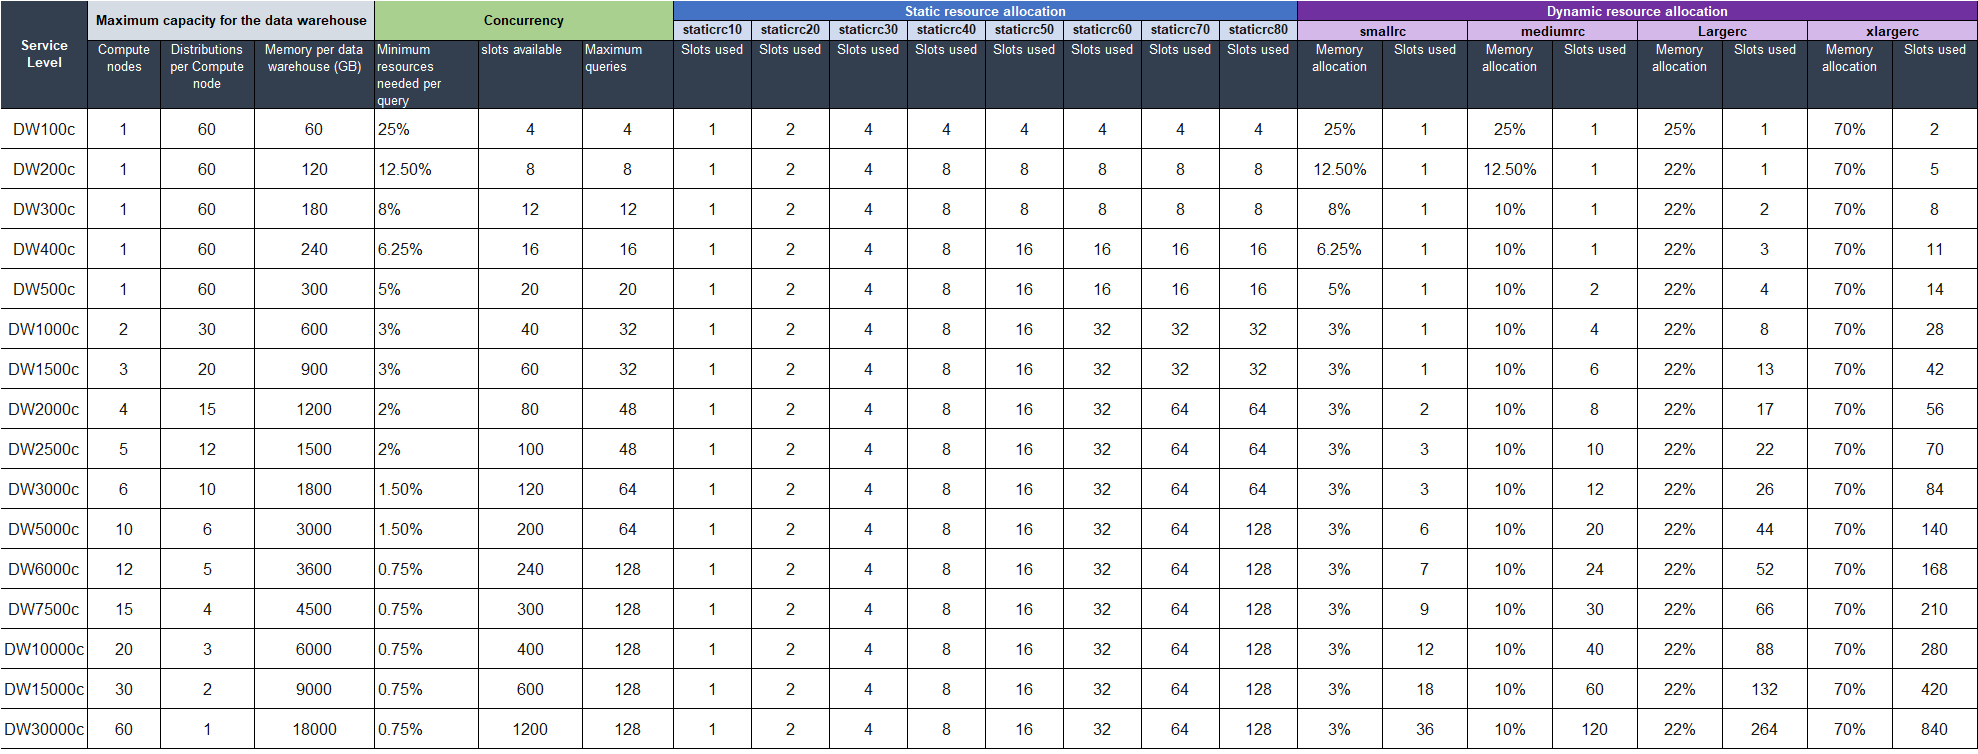 Service Level | Maximum capacity for the data warehouse | Concurrency | Static resource allocation | Dynamic resource allocation
staticrc10 | staticrc20 | staticrc30 | staticrc40 | staticrc50 | staticrc60 | staticrc70 | staticrc80 | smallrc | mediumrc | Largerc | xlargerc
Compute nodes | Distributions per Compute node | Memory per data warehouse (GB) | Minimum resources needed per query | slots available | Maximum queries | Slots used | Slots used | Slots used | Slots used | Slots used | Slots used | Slots used | Slots used | Memory allocation | Slots used | Memory allocation | Slots used | Memory allocation | Slots used | Memory allocation | Slots used
DW100c | 1 | 60 | 60 | 25% | 4 | 4 | 1 | 2 | 4 | 4 | 4 | 4 | 4 | 4 | 25% | 1 | 25% | 1 | 25% | 1 | 70% | 2
DW200c | 1 | 60 | 120 | 12.50% | 8 | 8 | 1 | 2 | 4 | 8 | 8 | 8 | 8 | 8 | 12.50% | 1 | 12.50% | 1 | 22% | 1 | 70% | 5
DW300c | 1 | 60 | 180 | 8% | 12 | 12 | 1 | 2 | 4 | 8 | 8 | 8 | 8 | 8 | 8% | 1 | 10% | 1 | 22% | 2 | 70% | 8
DW400c | 1 | 60 | 240 | 6.25% | 16 | 16 | 1 | 2 | 4 | 8 | 16 | 16 | 16 | 16 | 6.25% | 1 | 10% | 1 | 22% | 3 | 70% | 11
DW500c | 1 | 60 | 300 | 5% | 20 | 20 | 1 | 2 | 4 | 8 | 16 | 16 | 16 | 16 | 5% | 1 | 10% | 2 | 22% | 4 | 70% | 14
DW1000c | 2 | 30 | 600 | 3% | 40 | 32 | 1 | 2 | 4 | 8 | 16 | 32 | 32 | 32 | 3% | 1 | 10% | 4 | 22% | 8 | 70% | 28
DW1500c | 3 | 20 | 900 | 3% | 60 | 32 | 1 | 2 | 4 | 8 | 16 | 32 | 32 | 32 | 3% | 1 | 10% | 6 | 22% | 13 | 70% | 42
DW2000c | 4 | 15 | 1200 | 2% | 80 | 48 | 1 | 2 | 4 | 8 | 16 | 32 | 64 | 64 | 3% | 2 | 10% | 8 | 22% | 17 | 70% | 56
DW2500c | 5 | 12 | 1500 | 2% | 100 | 48 | 1 | 2 | 4 | 8 | 16 | 32 | 64 | 64 | 3% | 3 | 10% | 10 | 22% | 22 | 70% | 70
DW3000c | 6 | 10 | 1800 | 1.50% | 120 | 64 | 1 | 2 | 4 | 8 | 16 | 32 | 64 | 64 | 3% | 3 | 10% | 12 | 22% | 26 | 70% | 84
DW5000c | 10 | 6 | 3000 | 1.50% | 200 | 64 | 1 | 2 | 4 | 8 | 16 | 32 | 64 | 128 | 3% | 6 | 10% | 20 | 22% | 44 | 70% | 140
DW6000c | 12 | 5 | 3600 | 0.75% | 240 | 128 | 1 | 2 | 4 | 8 | 16 | 32 | 64 | 128 | 3% | 7 | 10% | 24 | 22% | 52 | 70% | 168
DW7500c | 15 | 4 | 4500 | 0.75% | 300 | 128 | 1 | 2 | 4 | 8 | 16 | 32 | 64 | 128 | 3% | 9 | 10% | 30 | 22% | 66 | 70% | 210
DW10000c | 20 | 3 | 6000 | 0.75% | 400 | 128 | 1 | 2 | 4 | 8 | 16 | 32 | 64 | 128 | 3% | 12 | 10% | 40 | 22% | 88 | 70% | 280
DW15000c | 30 | 2 | 9000 | 0.75% | 600 | 128 | 1 | 2 | 4 | 8 | 16 | 32 | 64 | 128 | 3% | 18 | 10% | 60 | 22% | 132 | 70% | 420
DW30000c | 60 | 1 | 18000 | 0.75% | 1200 | 128 | 1 | 2 | 4 | 8 | 16 | 32 | 64 | 128 | 3% | 36 | 10% | 120 | 22% | 264 | 70% | 840